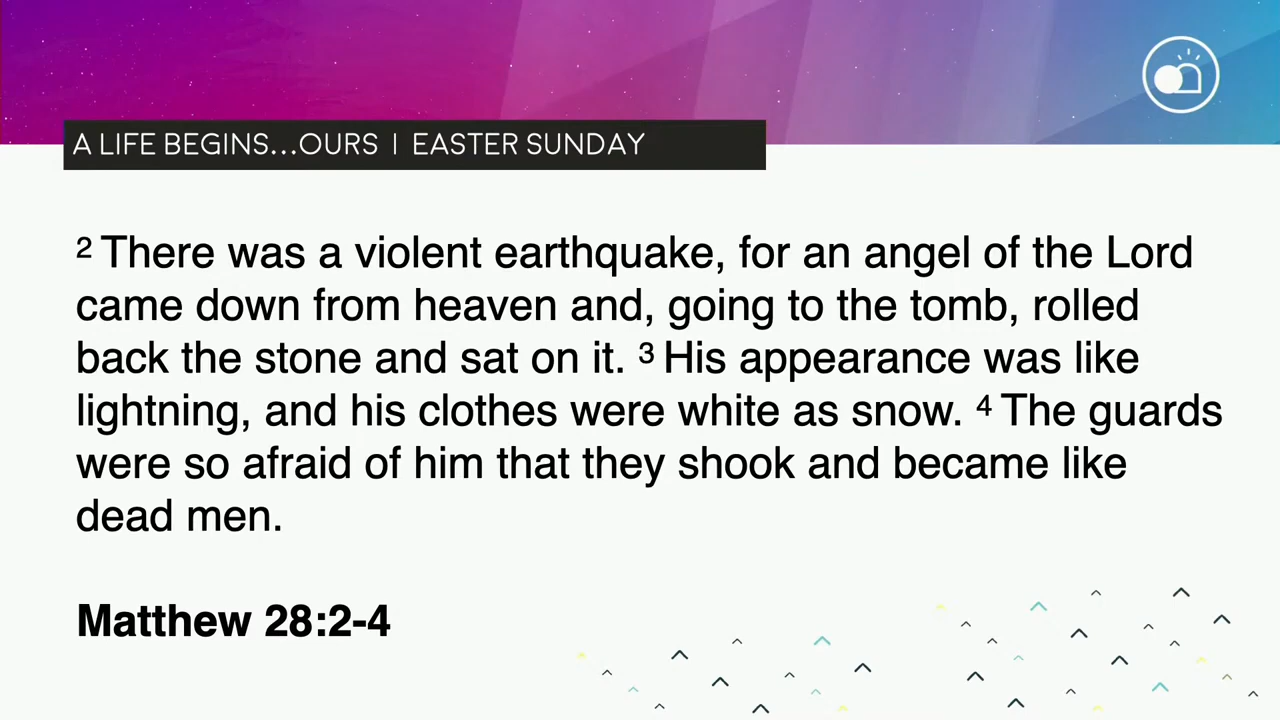 A LIFE BEGINS...OURS | EASTER SUNDAY
² There was a violent earthquake, for an angel of the Lord
came down from heaven and, going to the tomb, rolled
back the stone and sat on it. ³ His appearance was like
lightning, and his clothes were white as snow. ⁴ The guards
were so afraid of him that they shook and became like
dead men.
Matthew 28:2-4